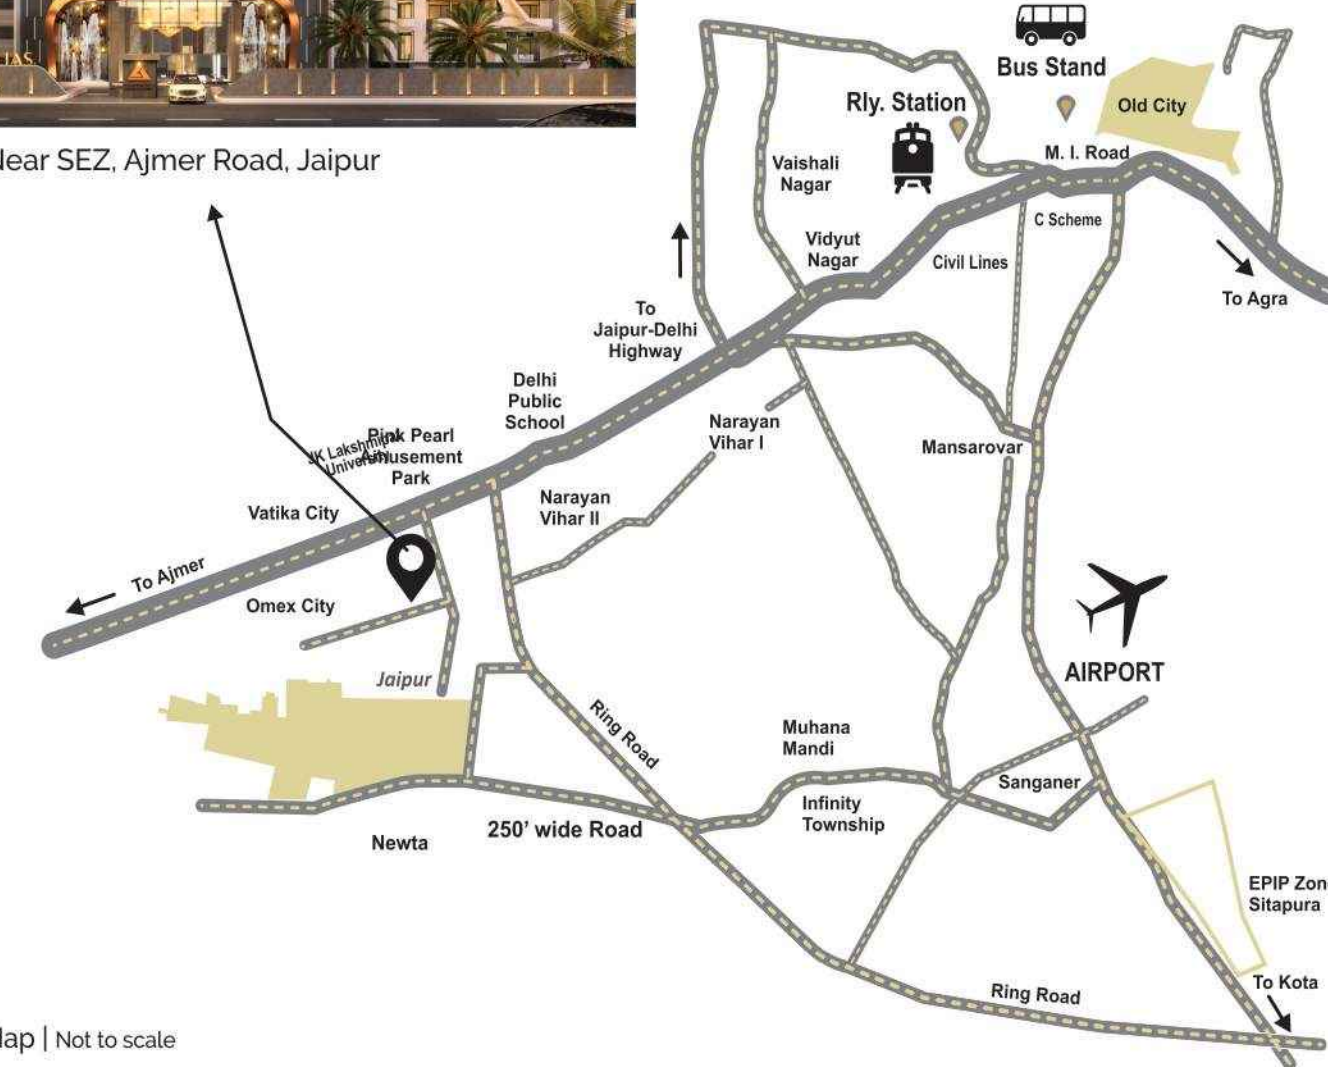 Near SEZ, Ajmer Road, Jaipur
Bus Stand
Rly. Station
Old City
M. I. Road
Vaishali
Nagar
C Scheme
Vidyut
Nagar
Civil Lines
To Agra
To
Jaipur-Delhi
Highway
Delhi
Public
School
Narayan
Vihar I
Mansarovar
Pink Pearl
Amusement
Park
JK Lakshmipat
University
Narayan
Vihar II
Vatika City
To Ajmer
Omex City
AIRPORT
Jaipur
Ring Road
Muhana
Mandi
Sanganer
Infinity
Township
250' wide Road
Newta
EPIP Zon
Sitapura
To Kota
Ring Road
Map | Not to scale